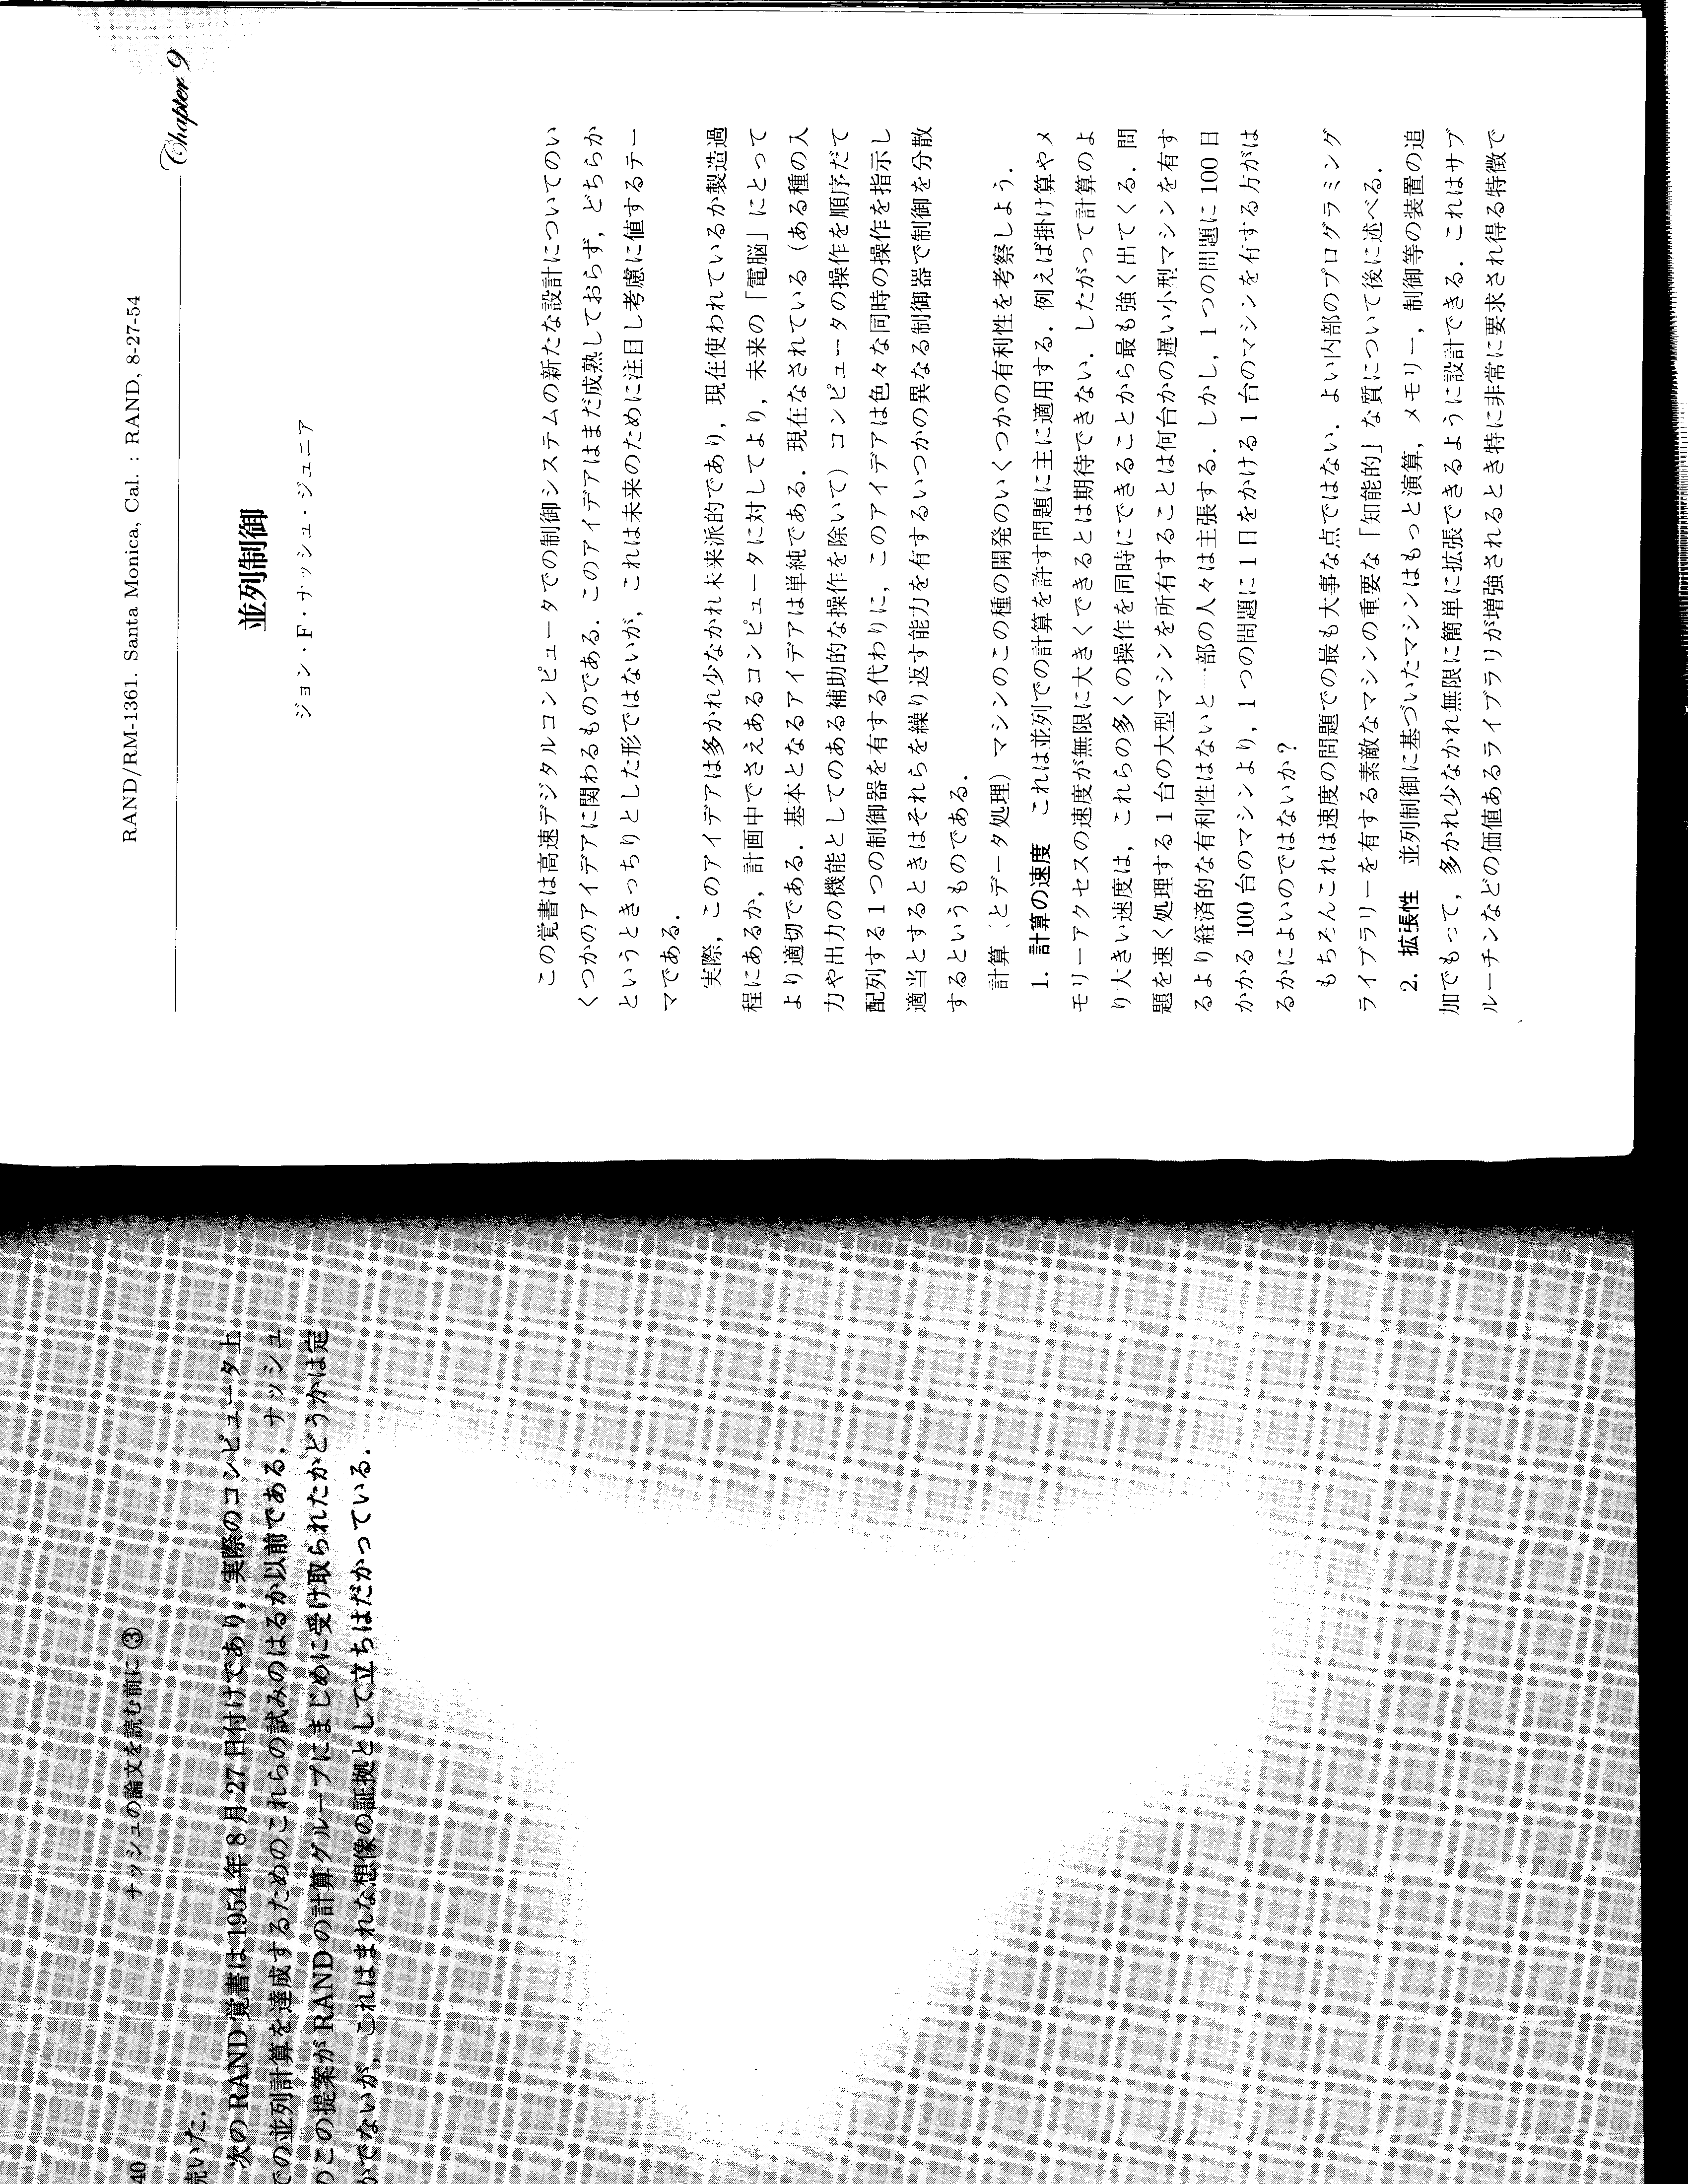 40
ナッシュの論文を読む前に ③
続いた.
次の RAND 覚書は 1954 年 8 月 27 日付けであり, 実際のコンピュータ上
での並列計算を達成するためのこれらの試みのはるか以前である. ナッシュ
のこの提案が RAND の計算グループにまじめに受け取られたかどうかは定
かでないが, これはまれな想像の証拠として立ちはだかっている.
RAND/RM-1361. Santa Monica, Cal. : RAND, 8-27-54
Chapter 9
並列制御
ジョン・F・ナッシュ・ジュニア
この覚書は高速デジタルコンピュータでの制御システムの新たな設計についてのい
くつかのアイデアに関わるものである. このアイデアはまだ成熟しておらず, どちらか
というときっちりとした形ではないが, これは未来のために注目し考慮に値するテー
マである.
実際, このアイデアは多かれ少なかれ未来派的であり, 現在使われているか製造過
程にあるか, 計画中でさえあるコンピュータに対してより, 未来の「電脳」にとって
より適切である. 基本となるアイデアは単純である. 現在なされている (ある種の入
力や出力の機能としてのある補助的な操作を除いて) コンピュータの操作を順序だて
配列する 1 つの制御器を有する代わりに, このアイデアは色々な同時の操作を指示し
適当とするときはそれらを繰り返す能力を有するいつかの異なる制御器で制御を分散
するというものである.
計算 (とデータ処理) マシンのこの種の開発のいくつかの有利性を考察しよう.
1. 計算の速度 これは並列での計算を許す問題に主に適用する. 例えば掛け算やメ
モリーアクセスの速度が無限に大きくできるとは期待できない. したがって計算のよ
り大きい速度は, これらの多くの操作を同時にできることから最も強く出てくる. 問
題を速く処理する 1 台の大型マシンを所有することは何台かの遅い小型マシンを有す
るより経済的な有利性はないと一部の人々は主張する. しかし, 1 つの問題に 100 日
かかる 100 台のマシンより, 1 つの問題に 1 日をかける 1 台のマシンを有する方がは
るかによいのではないか?
もちろんこれは速度の問題での最も大事な点ではない. よい内部のプログラミング
ライブラリーを有する素敵なマシンの重要な「知能的」な質について後に述べる.
2. 拡張性 並列制御に基づいたマシンはもっと演算, メモリー, 制御等の装置の追
加でもって, 多かれ少なかれ無限に簡単に拡張できるように設計できる. これはサブ
ルーチンなどの価値あるライブラリが増強されるとき特に非常に要求され得る特徴で